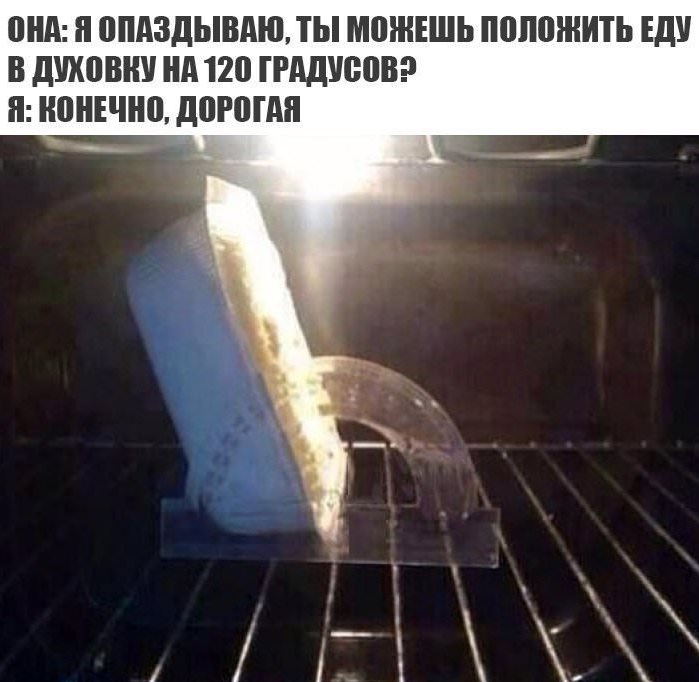 ОНА: Я ОПАЗДЫВАЮ, ТЫ МОЖЕШЬ ПОЛОЖИТЬ ЕДУ
В ДУХОВКУ НА 120 ГРАДУСОВ?
Я: КОНЕЧНО, ДОРОГАЯ